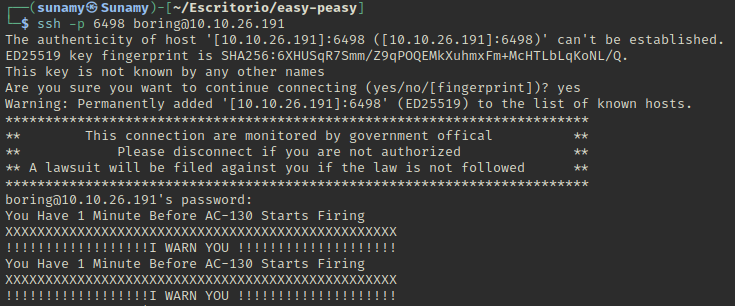 ┌──(sunamy㉿Sunamy)-[~/Escritorio/easy-peasy]
└─$ ssh -p 6498 boring@10.10.26.191
The authenticity of host '[10.10.26.191]:6498 ([10.10.26.191]:6498)' can't be established.
ED25519 key fingerprint is SHA256:6XHUSqR7Smm/Z9qPOQEMkXuhmxFm+McHTLbLqKoNL/Q.
This key is not known by any other names
Are you sure you want to continue connecting (yes/no/[fingerprint])? yes
Warning: Permanently added '[10.10.26.191]:6498' (ED25519) to the list of known hosts.
*************************************************************************
**        This connection are monitored by government offical          **
**            Please disconnect if you are not authorized              **
** A lawsuit will be filed against you if the law is not followed      **
*************************************************************************
boring@10.10.26.191's password:
You Have 1 Minute Before AC-130 Starts Firing
XXXXXXXXXXXXXXXXXXXXXXXXXXXXXXXXXXXXXXXXXXXXXXXXX
!!!!!!!!!!!!!!!!!!I WARN YOU !!!!!!!!!!!!!!!!!!!!
You Have 1 Minute Before AC-130 Starts Firing
XXXXXXXXXXXXXXXXXXXXXXXXXXXXXXXXXXXXXXXXXXXXXXXXX
!!!!!!!!!!!!!!!!!!I WARN YOU !!!!!!!!!!!!!!!!!!!!